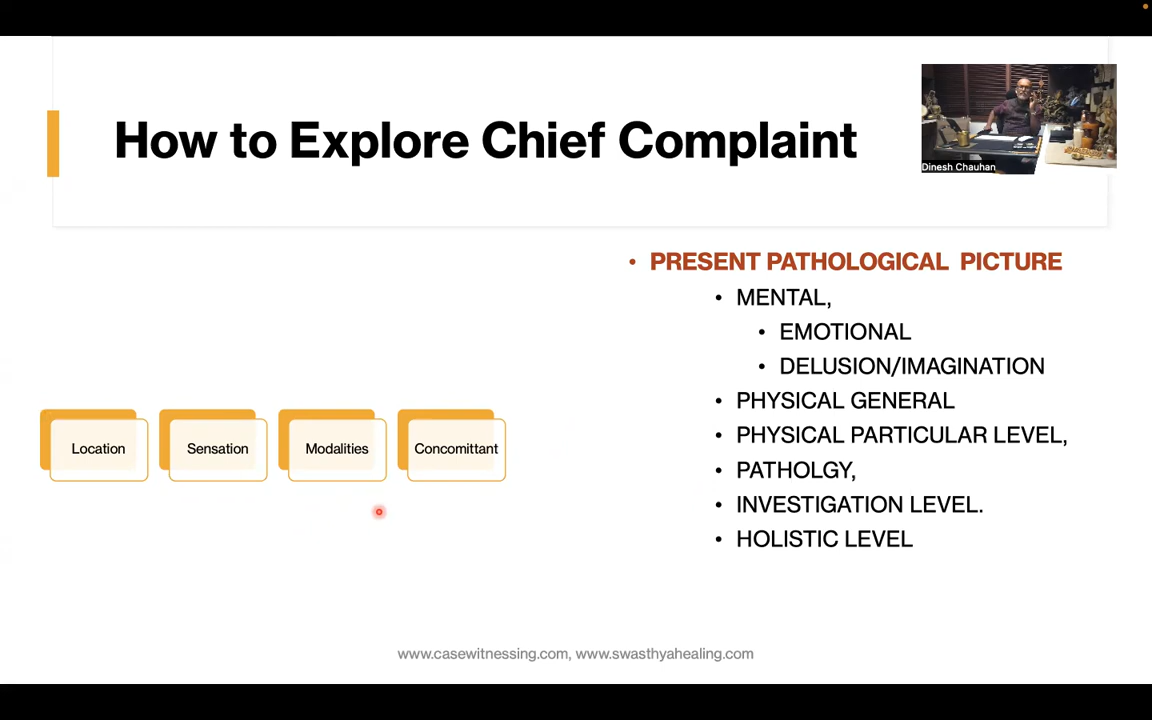 How to Explore Chief Complaint
Dinesh Chauhan
Location
Sensation
Modalities
Concomittant
• PRESENT PATHOLOGICAL PICTURE
• MENTAL,
• EMOTIONAL
• DELUSION/IMAGINATION
• PHYSICAL GENERAL
• PHYSICAL PARTICULAR LEVEL,
• PATHOLGY,
• INVESTIGATION LEVEL.
• HOLISTIC LEVEL
www.casewitnessing.com, www.swasthyahealing.com